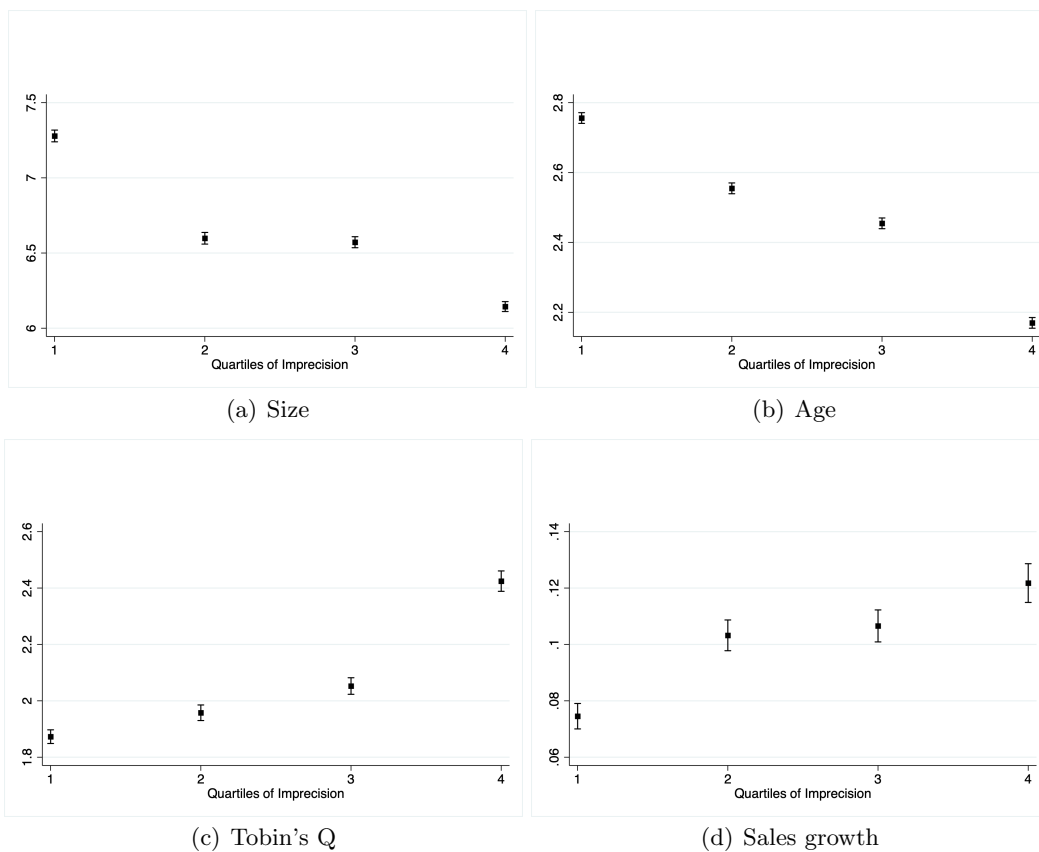 7.5
7
6.5
6
1 2 3 4
Quartiles of Imprecision
(a) Size
2.8
2.6
2.4
2.2
1 2 3 4
Quartiles of Imprecision
(b) Age
2.6
2.4
2.2
2
1.8
1 2 3 4
Quartiles of Imprecision
(c) Tobin's Q
.14
.12
.1
.08
.06
1 2 3 4
Quartiles of Imprecision
(d) Sales growth